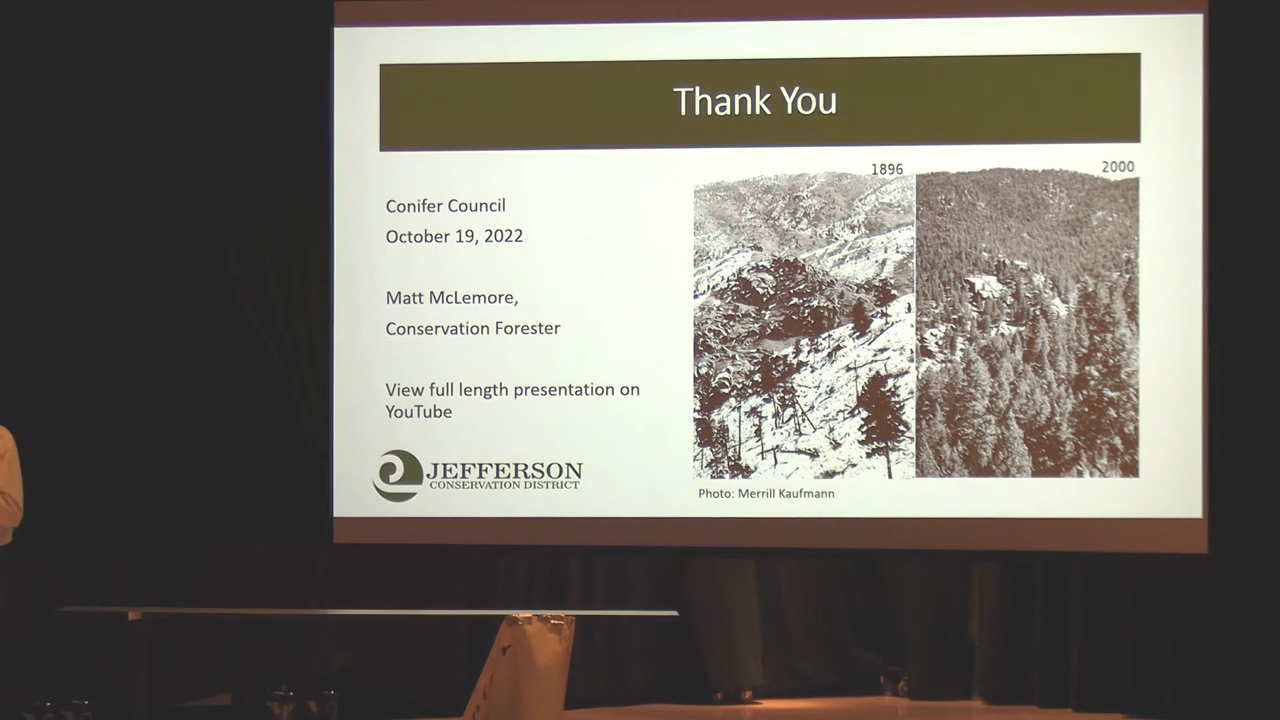 Thank You
1896
2000
Conifer Council
October 19, 2022
Matt McLemore,
Conservation Forester
View full length presentation on
YouTube
JEFFERSON
CONSERVATION DISTRICT
Photo: Merrill Kaufmann